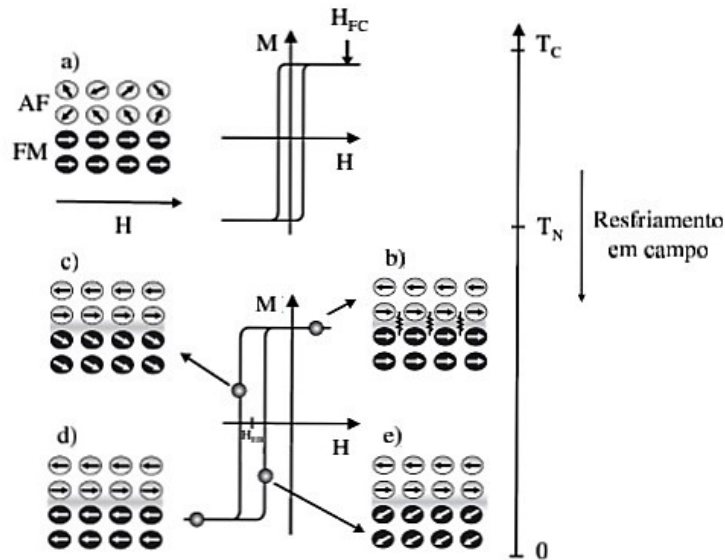 H_FC
M
T_C
a)
AF
FM
H
H
T_N
Resfriamento
em campo
c)
b)
M
d)
H
e)
0